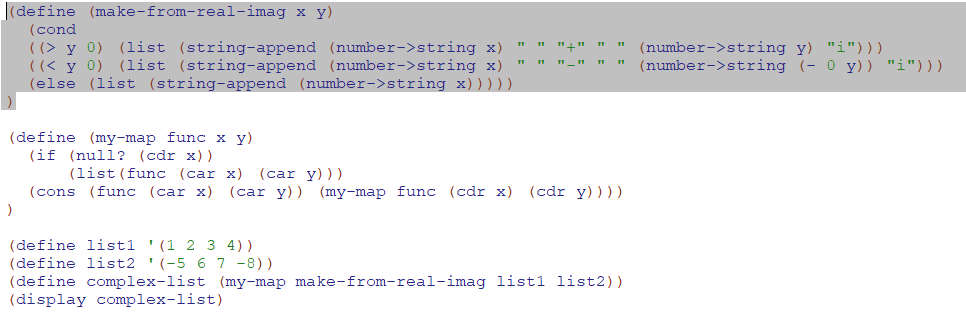 (define (make-from-real-imag x y)
(cond
((> y 0) (list (string-append (number->string x) " " "+" " " (number->string y) "i")))
((< y 0) (list (string-append (number->string x) " " "-" " " (number->string (- 0 y)) "i")))
(else (list (string-append (number->string x)))))
)
(define (my-map func x y)
(if (null? (cdr x))
(list(func (car x) (car y)))
(cons (func (car x) (car y)) (my-map func (cdr x) (cdr y))))
)
(define list1 '(1 2 3 4))
(define list2 '(-5 6 7 -8))
(define complex-list (my-map make-from-real-imag list1 list2))
(display complex-list)